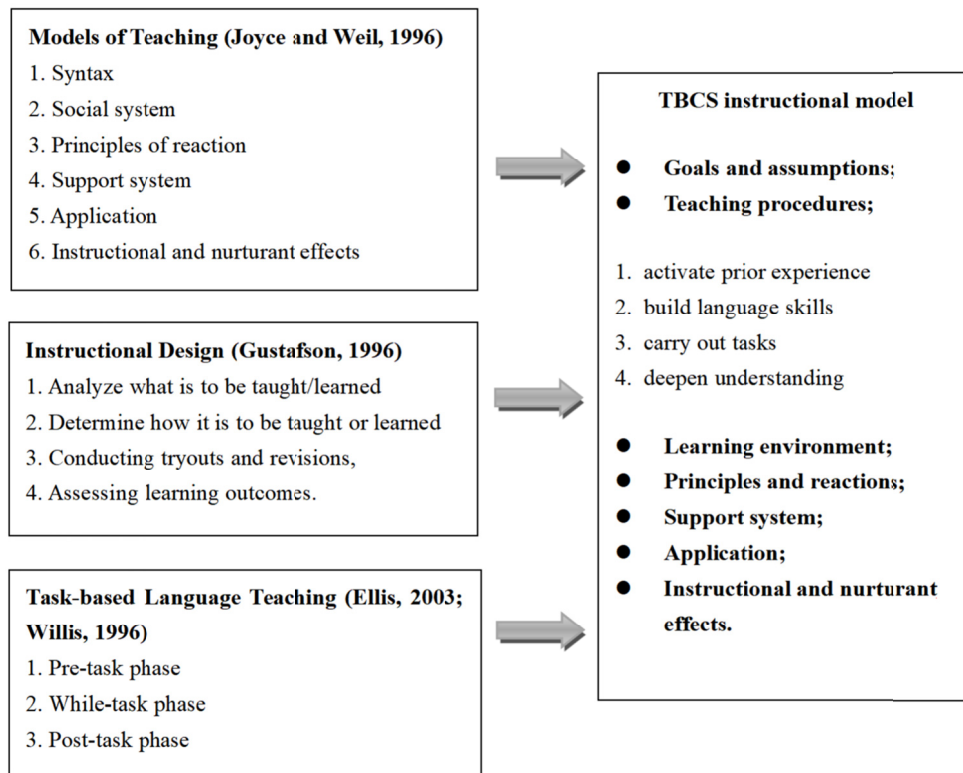 Models of Teaching (Joyce and Weil, 1996)
1. Syntax
2. Social system
3. Principles of reaction
4. Support system
5. Application
6. Instructional and nurturant effects
Instructional Design (Gustafson, 1996)
1. Analyze what is to be taught/learned
2. Determine how it is to be taught or learned
3. Conducting tryouts and revisions,
4. Assessing learning outcomes.
Task-based Language Teaching (Ellis, 2003;
Willis, 1996)
1. Pre-task phase
2. While-task phase
3. Post-task phase
TBCS instructional model
● Goals and assumptions;
● Teaching procedures;
1. activate prior experience
2. build language skills
3. carry out tasks
4. deepen understanding
● Learning environment;
● Principles and reactions;
● Support system;
● Application;
● Instructional and nurturant
effects.